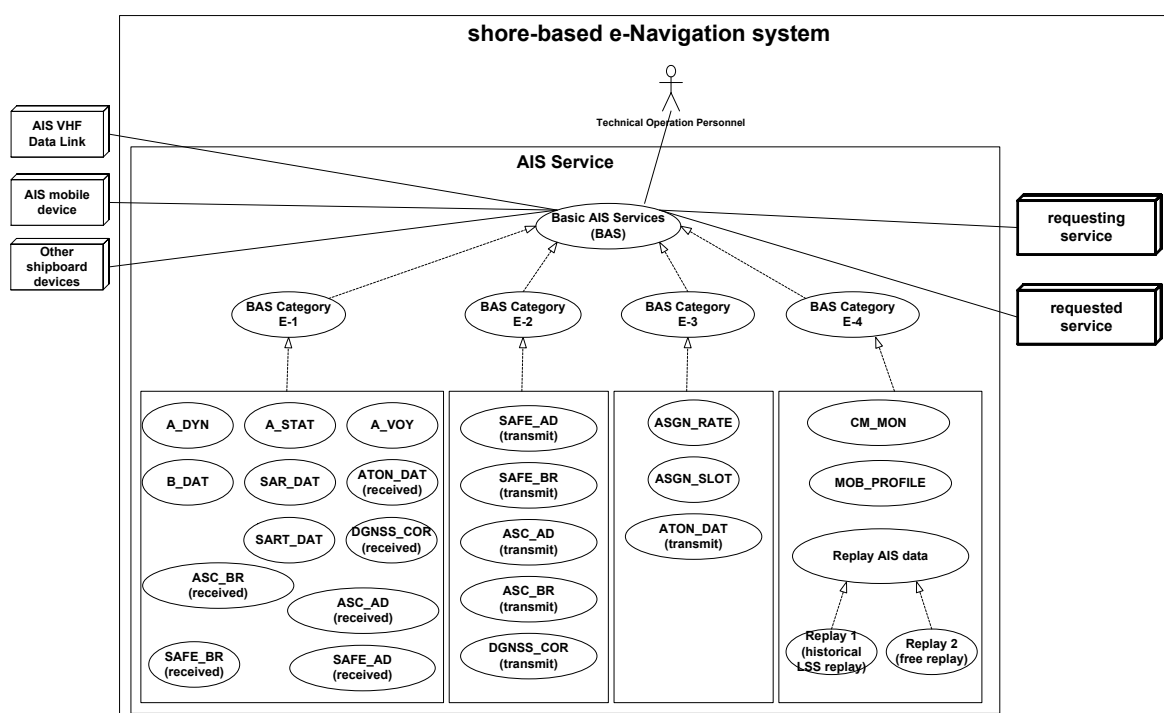 shore-based e-Navigation system
Technical Operation Personnel
AIS VHF
Data Link
AIS mobile
device
Other
shipboard
devices
AIS Service
Basic AIS Services
(BAS)
requesting
service
requested
service
BAS Category
E-1
BAS Category
E-2
BAS Category
E-3
BAS Category
E-4
A_DYN
A_STAT
A_VOY
B_DAT
SAR_DAT
ATON_DAT
(received)
SART_DAT
DGNSS_COR
(received)
ASC_BR
(received)
ASC_AD
(received)
SAFE_BR
(received)
SAFE_AD
(received)
SAFE_AD
(transmit)
SAFE_BR
(transmit)
ASC_AD
(transmit)
ASC_BR
(transmit)
DGNSS_COR
(transmit)
ASGN_RATE
ASGN_SLOT
ATON_DAT
(transmit)
CM_MON
MOB_PROFILE
Replay AIS data
Replay 1
(historical
LSS replay)
Replay 2
(free replay)